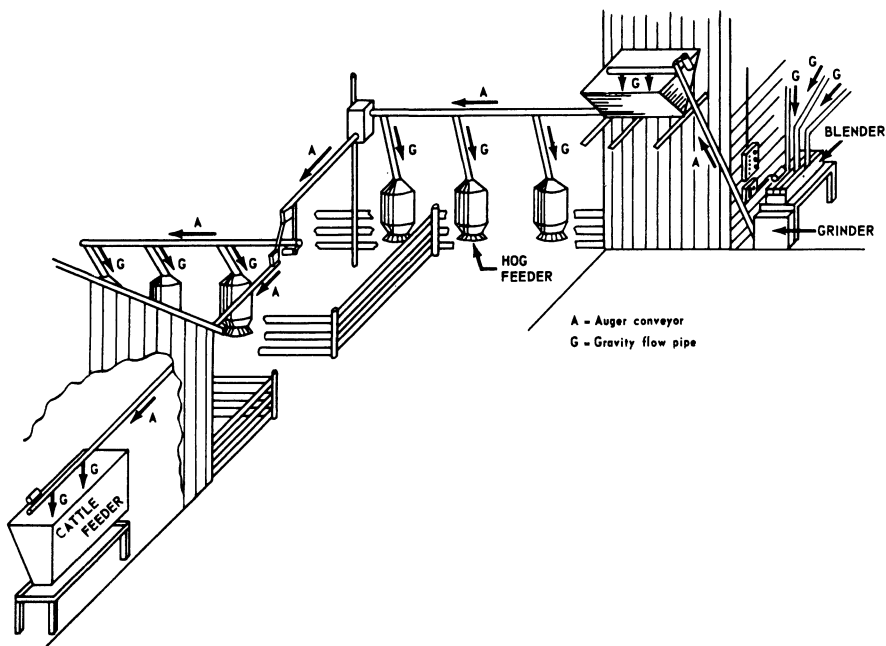 G G G
A
G
BLENDER
A
G G G
A
GRINDER
A
G G G
HOG
FEEDER
A
A = Auger conveyor
G = Gravity flow pipe
A
G
G
CATTLE
FEEDER